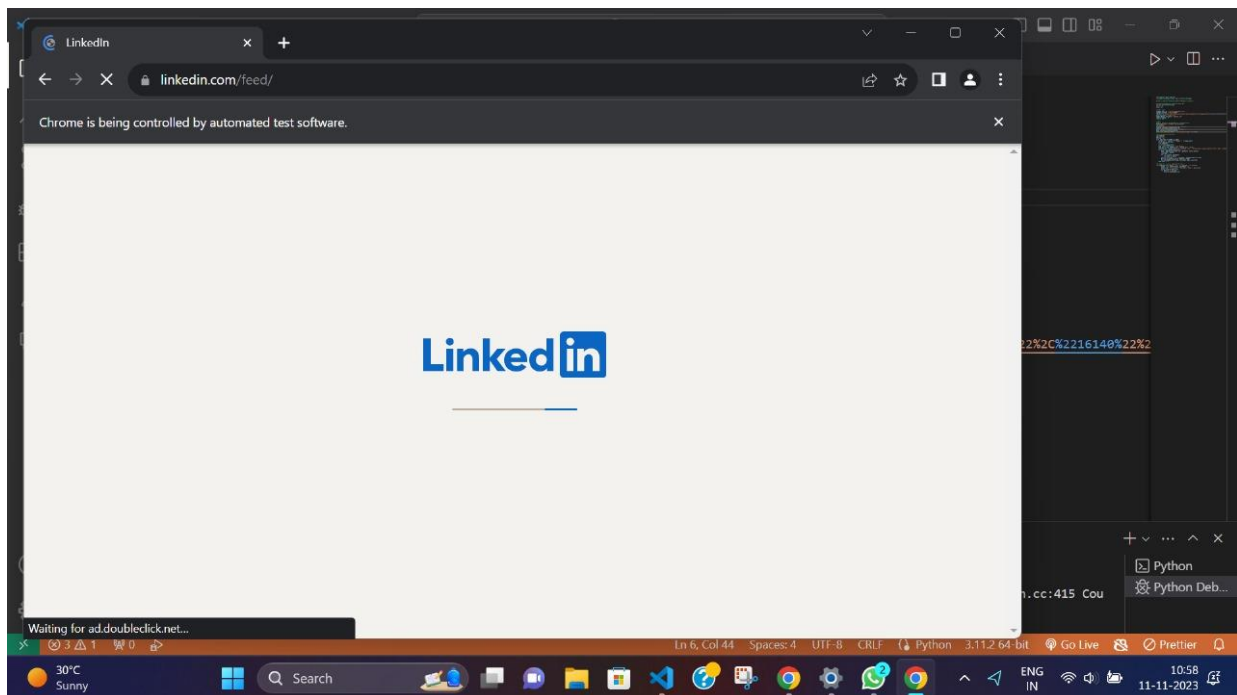 LinkedIn
linkedin.com/feed/
Chrome is being controlled by automated test software.
Linkedin
22%2C%2216140%22%2
Python
n.cc:415 Cou
Python Deb...
Waiting for ad.doubleclick.net...
3 1 0
Ln 6, Col 44 Spaces: 4 UTF-8 CRLF Python 3.11.2 64-bit Go Live Prettier
30°C
Sunny
Search
ENG
IN
10:58
11-11-2023